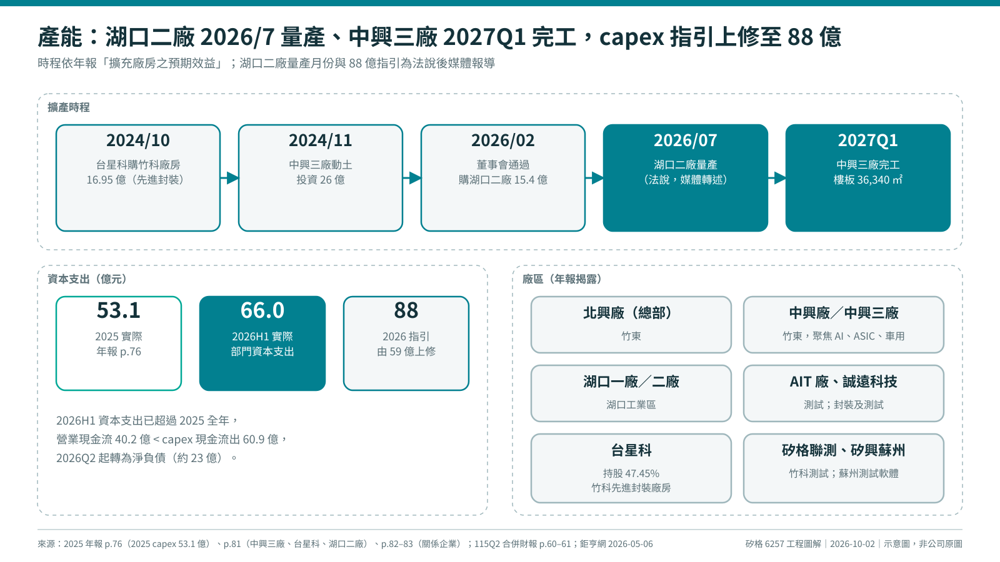 產能：湖口二廠 2026/7 量產、中興三廠 2027Q1 完工，capex 指引上修至 88 億
時程依年報「擴充廠房之預期效益」；湖口二廠量產月份與 88 億指引為法說後媒體報導
擴產時程
2024/10
台星科購竹科廠房
16.95 億（先進封裝）
2024/11
中興三廠動土
投資 26 億
2026/02
董事會通過
購湖口二廠 15.4 億
2026/07
湖口二廠量產
（法說，媒體轉述）
2027Q1
中興三廠完工
樓板 36,340 ㎡
資本支出（億元）
53.1
2025 實際
年報 p.76
66.0
2026H1 實際
部門資本支出
88
2026 指引
由 59 億上修
2026H1 資本支出已超過 2025 全年，
營業現金流 40.2 億 < capex 現金流出 60.9 億，
2026Q2 起轉為淨負債（約 23 億）。
廠區（年報揭露）
北興廠（總部）
竹東
中興廠／中興三廠
竹東，聚焦 AI、ASIC、車用
湖口一廠／二廠
湖口工業區
AIT 廠、誠遠科技
測試；封裝及測試
台星科
持股 47.45%
竹科先進封裝廠房
矽格聯測、矽興蘇州
竹科測試；蘇州測試軟體
來源：2025 年報 p.76（2025 capex 53.1 億）、p.81（中興三廠、台星科、湖口二廠）、p.82–83（關係企業）；115Q2 合併財報 p.60–61；鉅亨網 2026-05-06
矽格 6257 工程圖解｜2026-10-02｜示意圖，非公司原圖